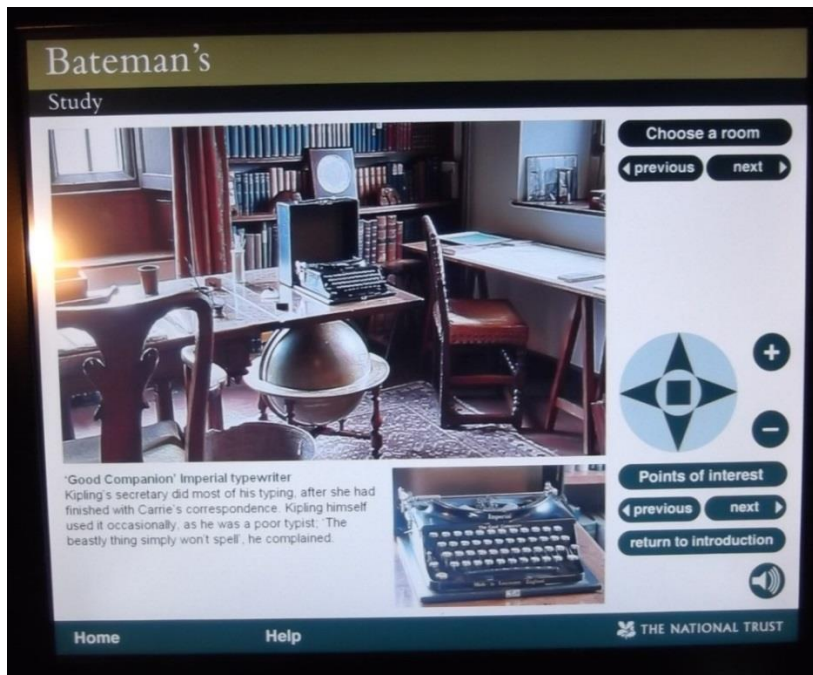 Bateman's
Study
Choose a room
previous
next
'Good Companion' Imperial typewriter
Kipling's secretary did most of his typing, after she had
finished with Carrie's correspondence. Kipling himself
used it occasionally, as he was a poor typist; 'The
beastly thing simply won't spell', he complained.
Imperial
+
−
Points of interest
previous
next
return to introduction
Home
Help
THE NATIONAL TRUST